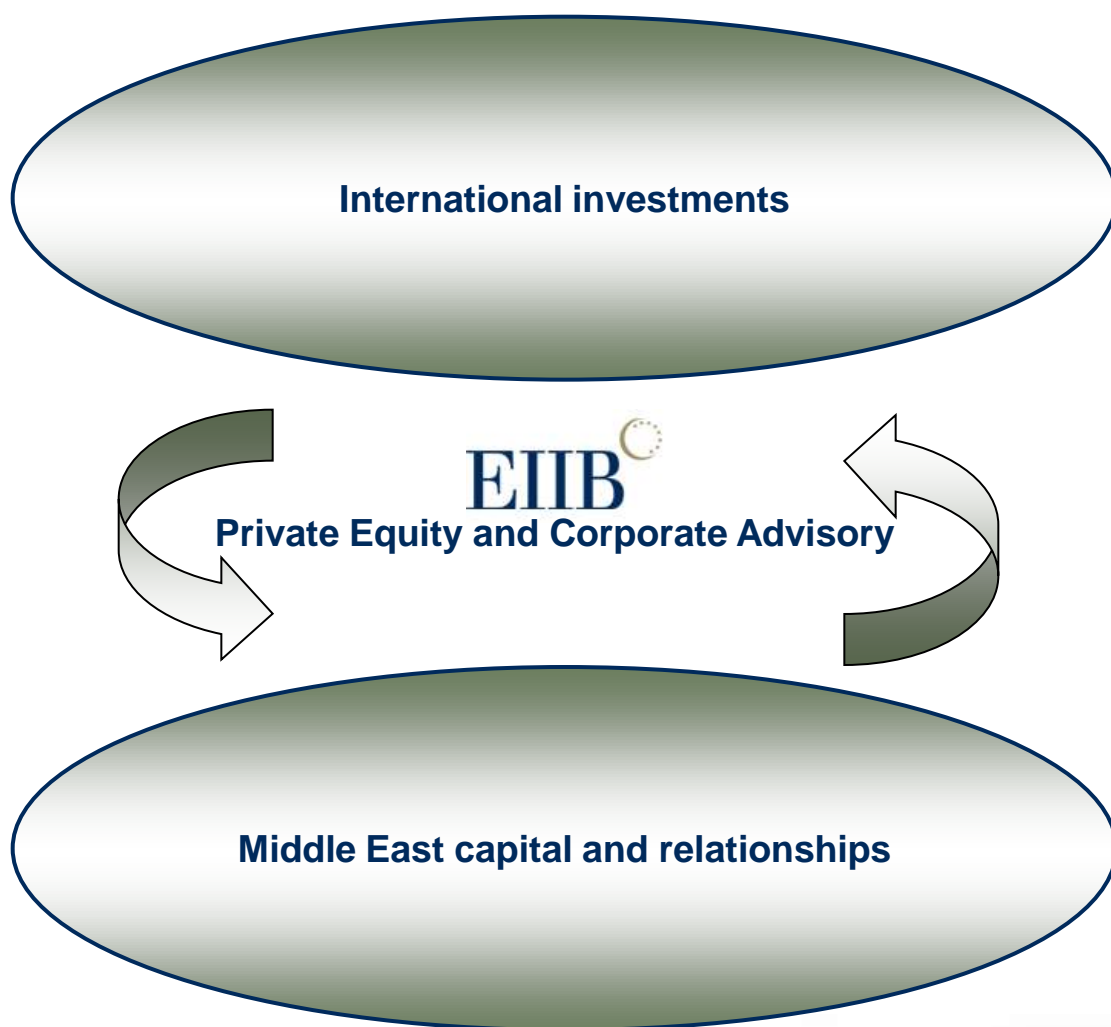 International investments
EIIB
Private Equity and Corporate Advisory
Middle East capital and relationships